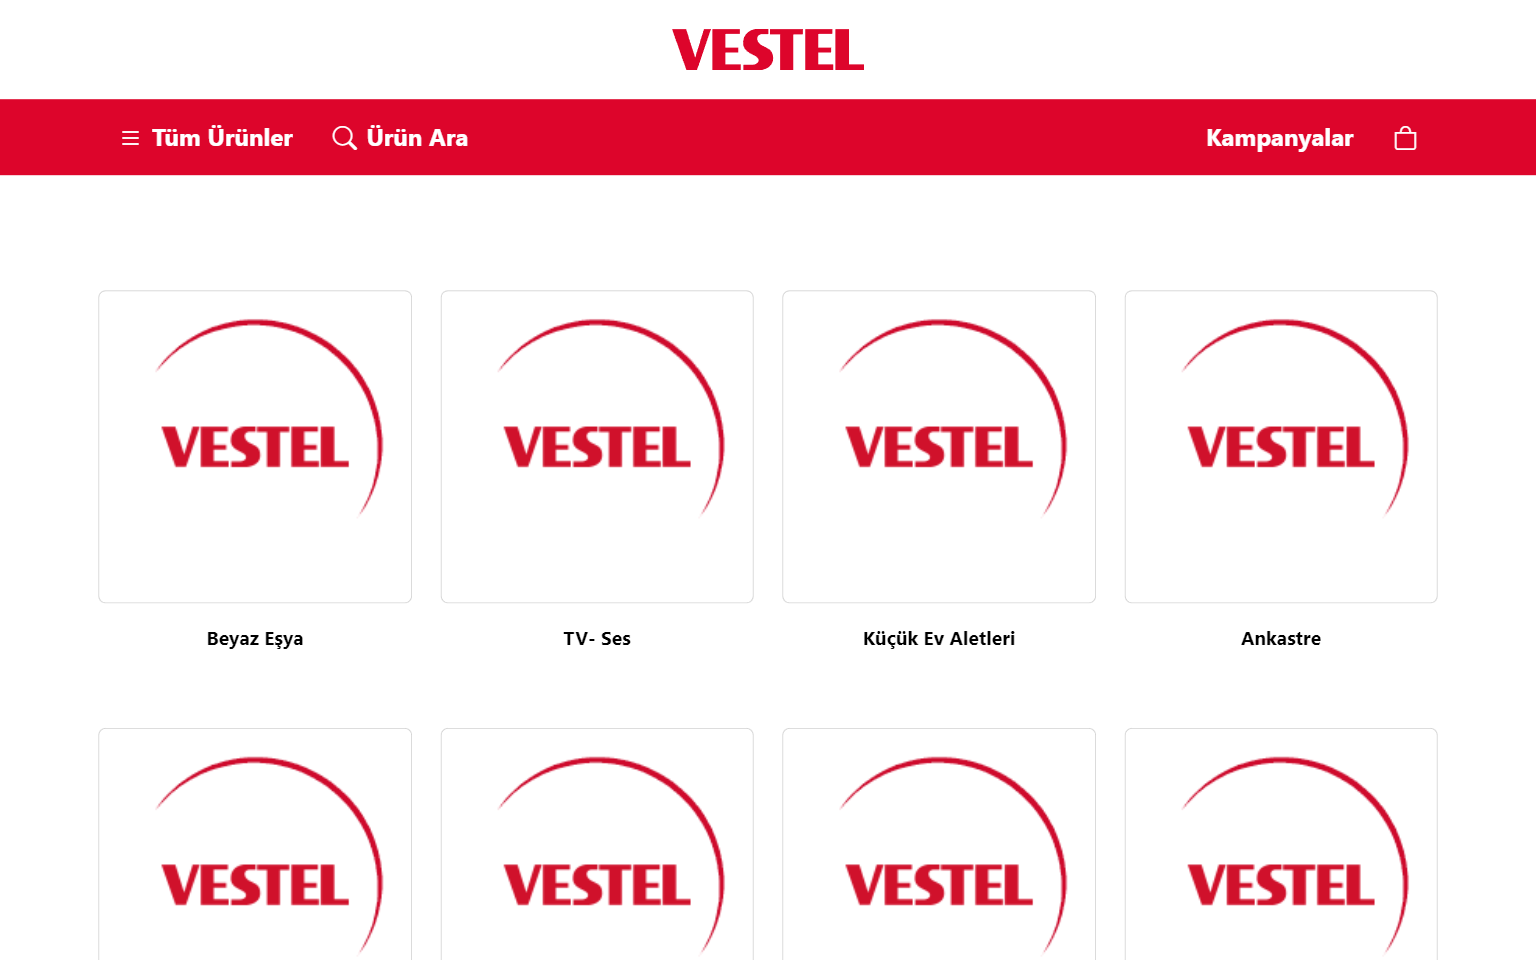 VESTEL
Tüm Ürünler
Ürün Ara
Kampanyalar
VESTEL
VESTEL
VESTEL
VESTEL
Beyaz Eşya
TV- Ses
Küçük Ev Aletleri
Ankastre
VESTEL
VESTEL
VESTEL
VESTEL